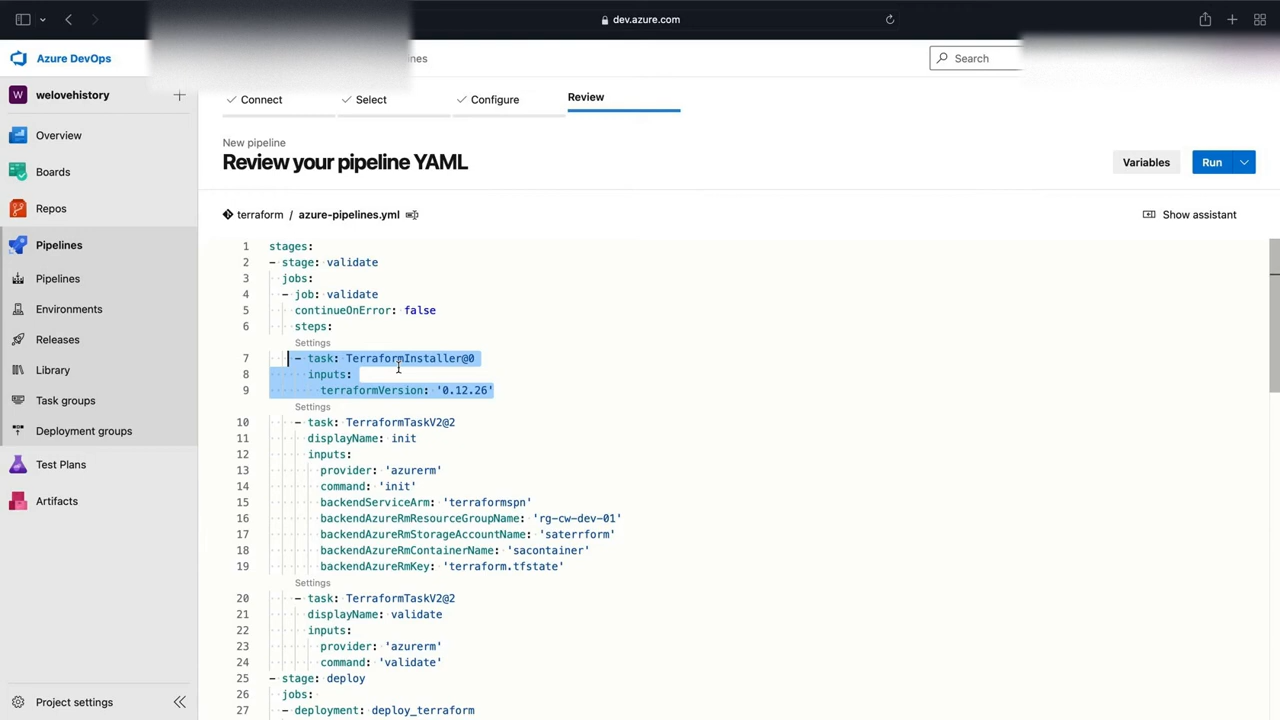 dev.azure.com
Azure DevOps
nes
Search
W welovehistory
Overview
Boards
Repos
Pipelines
Pipelines
Environments
Releases
Library
Task groups
Deployment groups
Test Plans
Artifacts
Project settings
Connect
Select
Configure
Review
New pipeline
Review your pipeline YAML
Variables
Run
terraform / azure-pipelines.yml
Show assistant
1 stages:
2 - stage: validate
3 jobs:
4 - job: validate
5 continueOnError: false
6 steps:
Settings
7 - task: TerraformInstaller@0
8 inputs:
9 terraformVersion: '0.12.26'
Settings
10 - task: TerraformTaskV2@2
11 displayName: init
12 inputs:
13 provider: 'azurerm'
14 command: 'init'
15 backendServiceArm: 'terraformspn'
16 backendAzureRmResourceGroupName: 'rg-cw-dev-01'
17 backendAzureRmStorageAccountName: 'saterrform'
18 backendAzureRmContainerName: 'sacontainer'
19 backendAzureRmKey: 'terraform.tfstate'
Settings
20 - task: TerraformTaskV2@2
21 displayName: validate
22 inputs:
23 provider: 'azurerm'
24 command: 'validate'
25 - stage: deploy
26 jobs:
27 - deployment: deploy_terraform